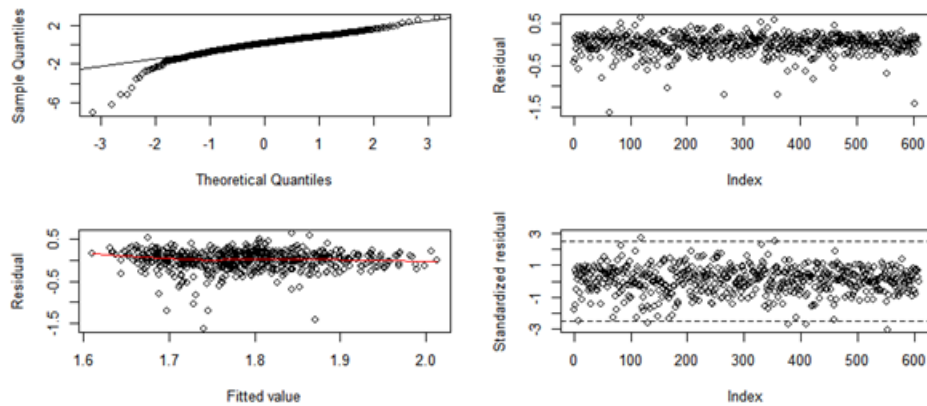 Sample Quantiles
2
-2
-6
-3 -2 -1 0 1 2 3
Theoretical Quantiles
Residual
0.5
-0.5
-1.5
0 100 200 300 400 500 600
Index
Residual
0.5
-0.5
-1.5
1.6 1.7 1.8 1.9 2.0
Fitted value
Standardized residual
3
1
-1
-3
0 100 200 300 400 500 600
Index